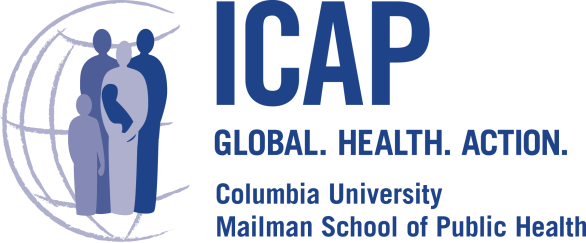 ICAP
GLOBAL. HEALTH. ACTION.
Columbia University
Mailman School of Public Health